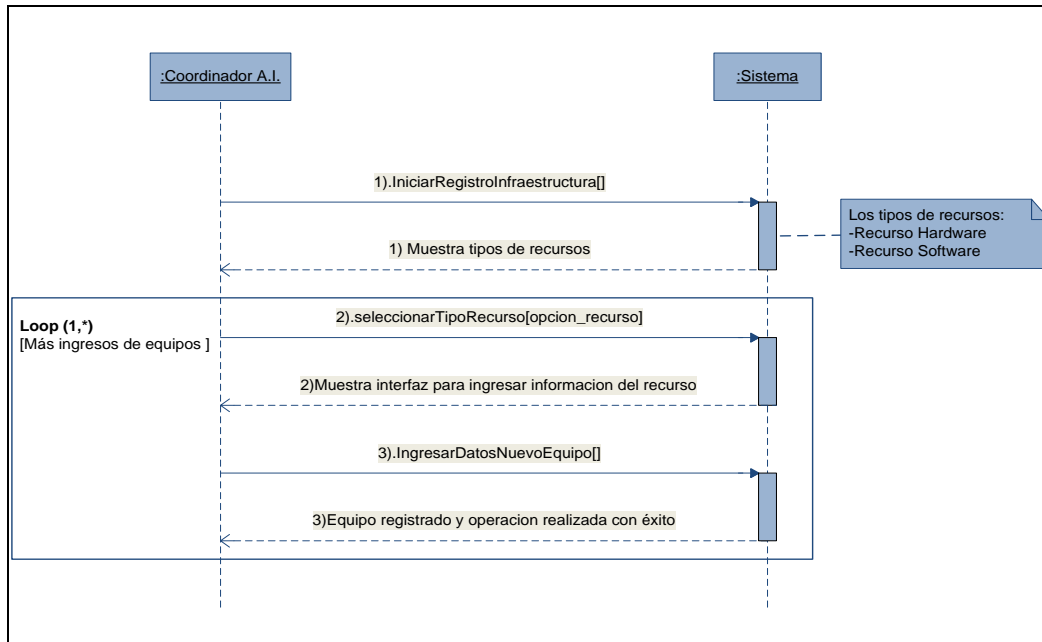 :Coordinador A.I.
:Sistema
1).IniciarRegistroInfraestructura[]
Los tipos de recursos:
-Recurso Hardware
-Recurso Software
1) Muestra tipos de recursos
Loop (1,*)
[Más ingresos de equipos ]
2).seleccionarTipoRecurso[opcion_recurso]
2)Muestra interfaz para ingresar informacion del recurso
3).IngresarDatosNuevoEquipo[]
3)Equipo registrado y operacion realizada con éxito